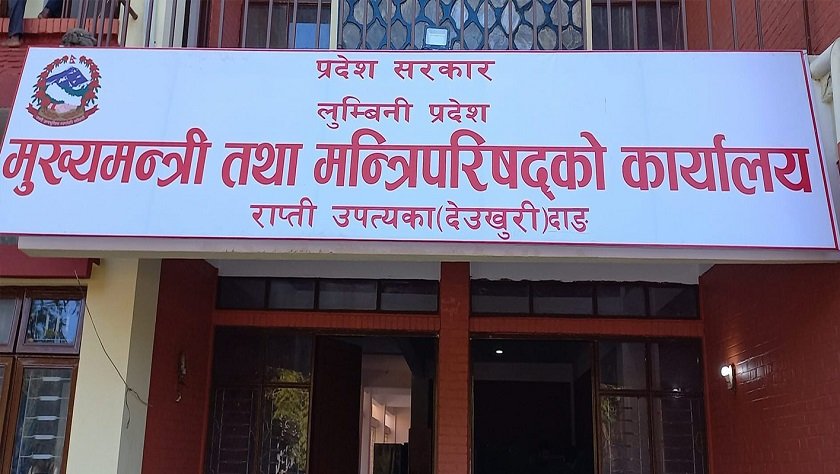 प्रदेश सरकार
लुम्बिनी प्रदेश
मुख्यमन्त्री तथा मन्त्रिपरिषद्को कार्यालय
राप्ती उपत्यका(देउखुरी)दाङ